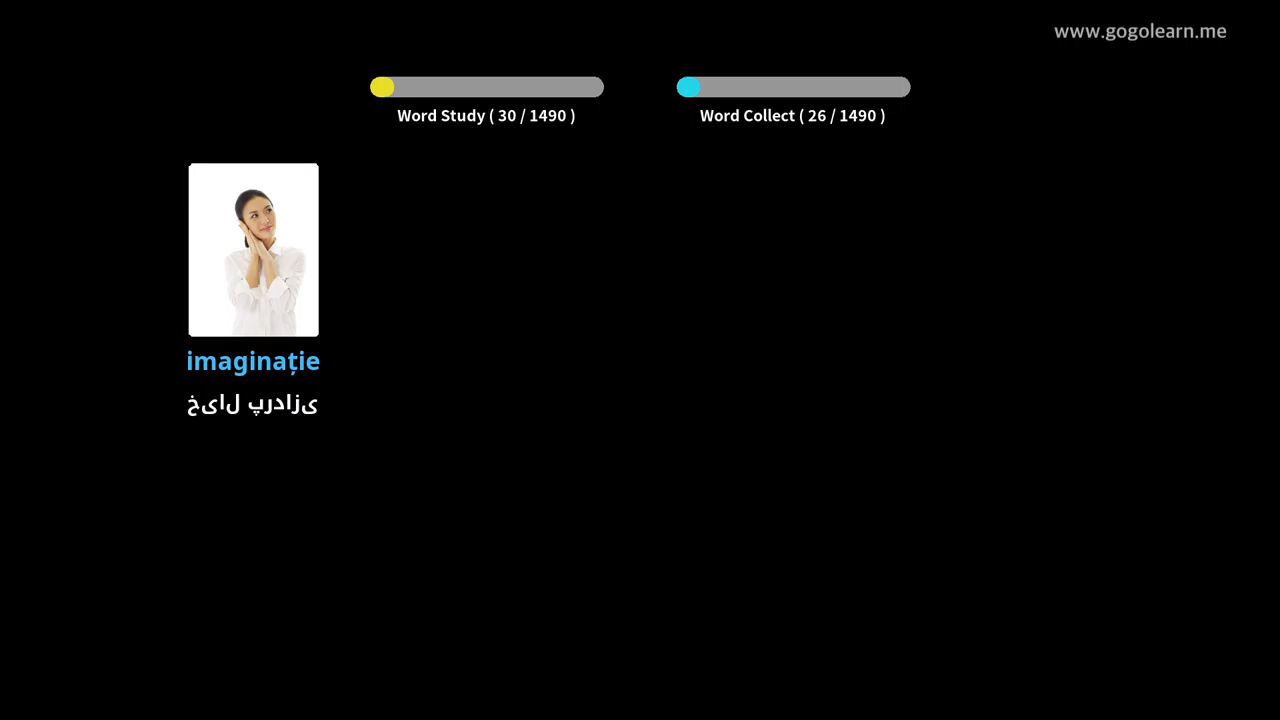 www.gogolearn.me
Word Study ( 30 / 1490 )
Word Collect ( 26 / 1490 )
imaginație
خیال پردازی